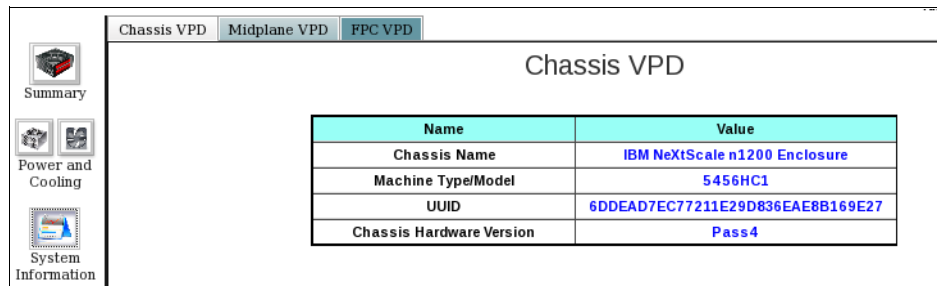 Chassis VPD Midplane VPD FPC VPD
Summary
Power and
Cooling
System
Information
Chassis VPD
Name Value
Chassis Name IBM NeXtScale n1200 Enclosure
Machine Type/Model 5456HC1
UUID 6DDEAD7EC77211E29D836EAE8B169E27
Chassis Hardware Version Pass4